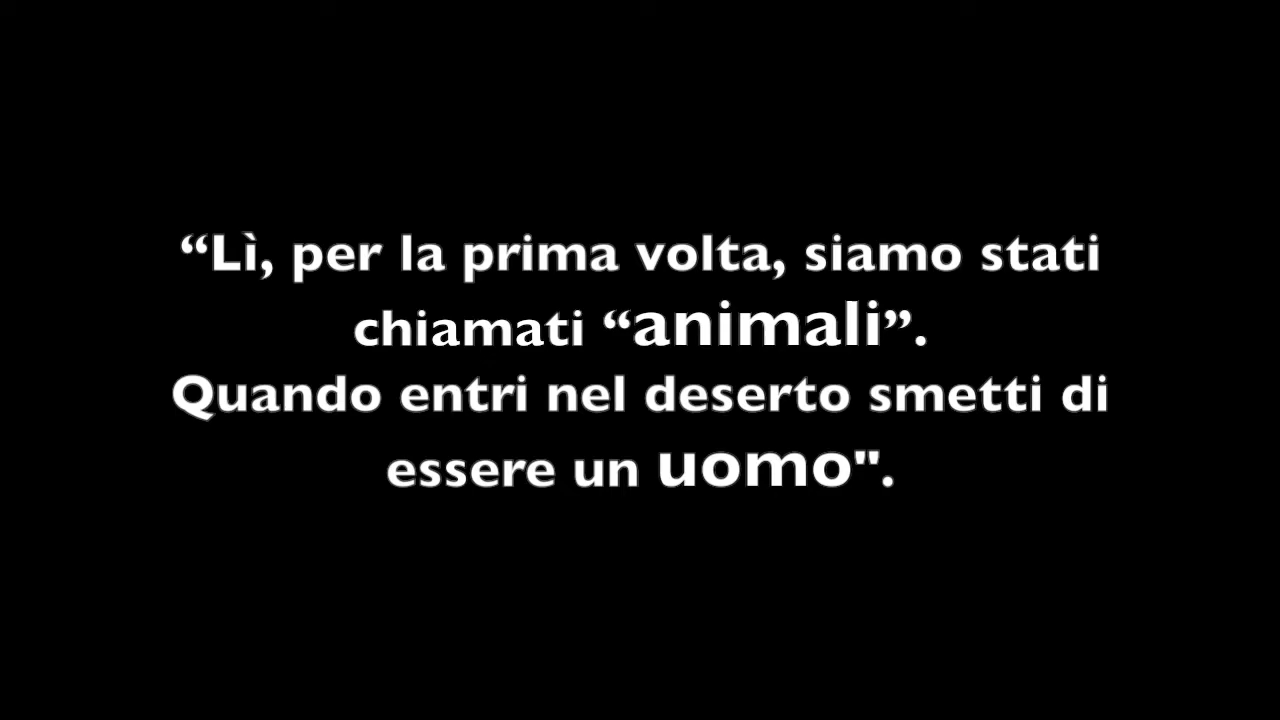 “Lì, per la prima volta, siamo stati
chiamati “animali”.
Quando entri nel deserto smetti di
essere un uomo".